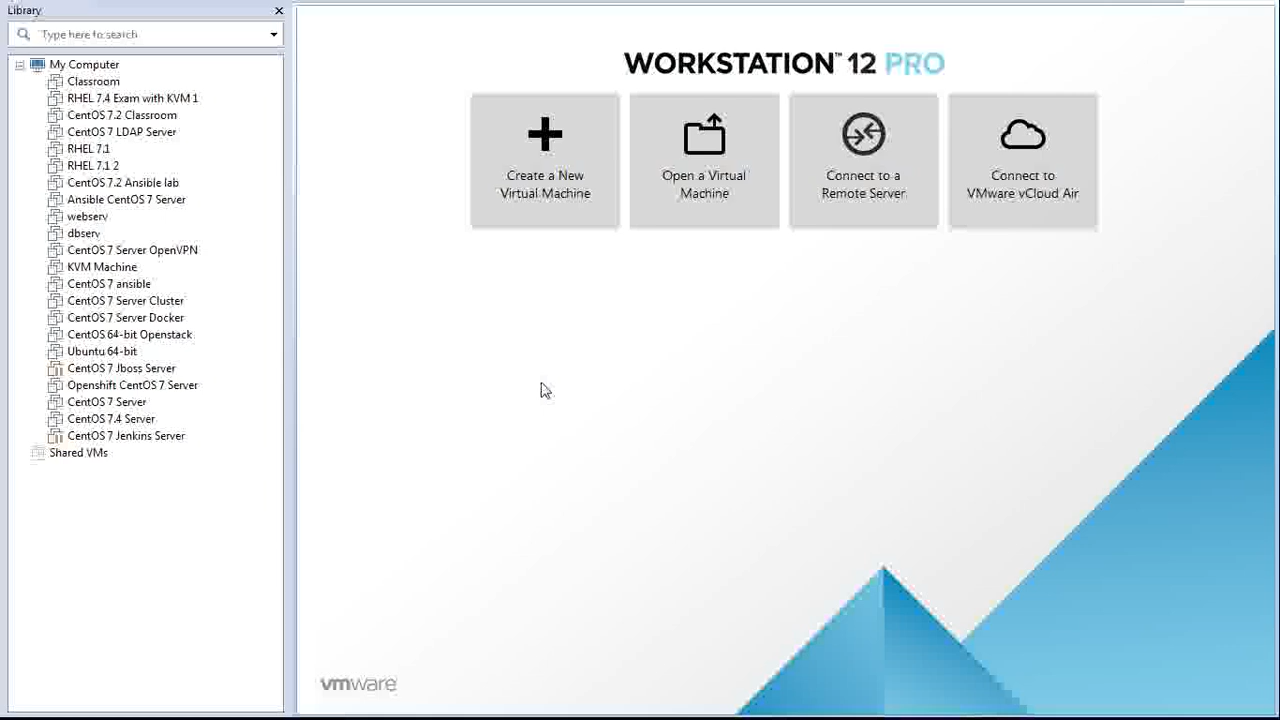 Library
Type here to search
My Computer
Classroom
RHEL 7.4 Exam with KVM 1
CentOS 7.2 Classroom
CentOS 7 LDAP Server
RHEL 7.1
RHEL 7.1 2
CentOS 7.2 Ansible lab
Ansible CentOS 7 Server
webserv
dbserv
CentOS 7 Server OpenVPN
KVM Machine
CentOS 7 ansible
CentOS 7 Server Cluster
CentOS 7 Server Docker
CentOS 64-bit Openstack
Ubuntu 64-bit
CentOS 7 Jboss Server
Openshift CentOS 7 Server
CentOS 7 Server
CentOS 7.4 Server
CentOS 7 Jenkins Server
Shared VMs
WORKSTATION™ 12 PRO
Create a New
Virtual Machine
Open a Virtual
Machine
Connect to a
Remote Server
Connect to
VMware vCloud Air
vmware